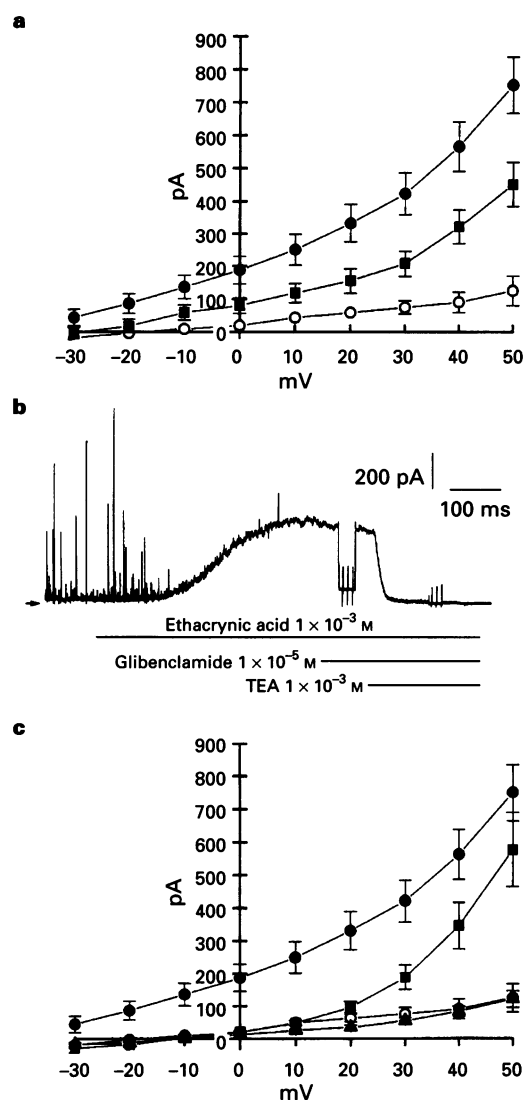 a
900
800
700
600
500
400
300
200
100
0
pA
−30 −20 −10 0 10 20 30 40 50
mV
b
200 pA
100 ms
Ethacrynic acid 1 × 10⁻³ M
Glibenclamide 1 × 10⁻⁵ M
TEA 1 × 10⁻³ M
c
900
800
700
600
500
400
300
200
100
0
pA
−30 −20 −10 0 10 20 30 40 50
mV